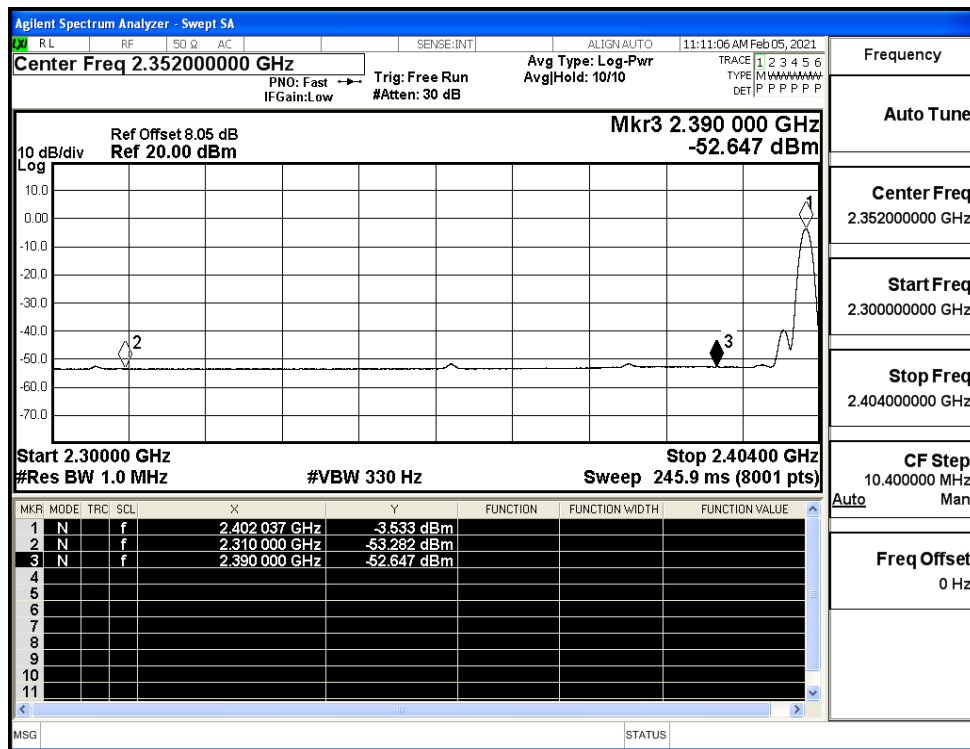 Agilent Spectrum Analyzer - Swept SA
LXI RL RF 50 Ω AC SENSE:INT ALIGN AUTO 11:11:06 AM Feb 05, 2021
Center Freq 2.352000000 GHz
PNO: Fast
IFGain:Low
Trig: Free Run
#Atten: 30 dB
Avg Type: Log-Pwr
Avg|Hold: 10/10
TRACE 1 2 3 4 5 6
TYPE M W W W W W
DET P P P P P P
Ref Offset 8.05 dB
10 dB/div Ref 20.00 dBm
Log
Mkr3 2.390 000 GHz
-52.647 dBm
10.0
0.00
-10.0
-20.0
-30.0
-40.0
-50.0
-60.0
-70.0
1
2
3
Start 2.30000 GHz Stop 2.40400 GHz
#Res BW 1.0 MHz #VBW 330 Hz Sweep 245.9 ms (8001 pts)
MKR MODE TRC SCL X Y FUNCTION FUNCTION WIDTH FUNCTION VALUE
1 N f 2.402 037 GHz -3.533 dBm
2 N f 2.310 000 GHz -53.282 dBm
3 N f 2.390 000 GHz -52.647 dBm
4
5
6
7
8
9
10
11
MSG STATUS
Frequency
Auto Tune
Center Freq
2.352000000 GHz
Start Freq
2.300000000 GHz
Stop Freq
2.404000000 GHz
CF Step
10.400000 MHz
Auto Man
Freq Offset
0 Hz